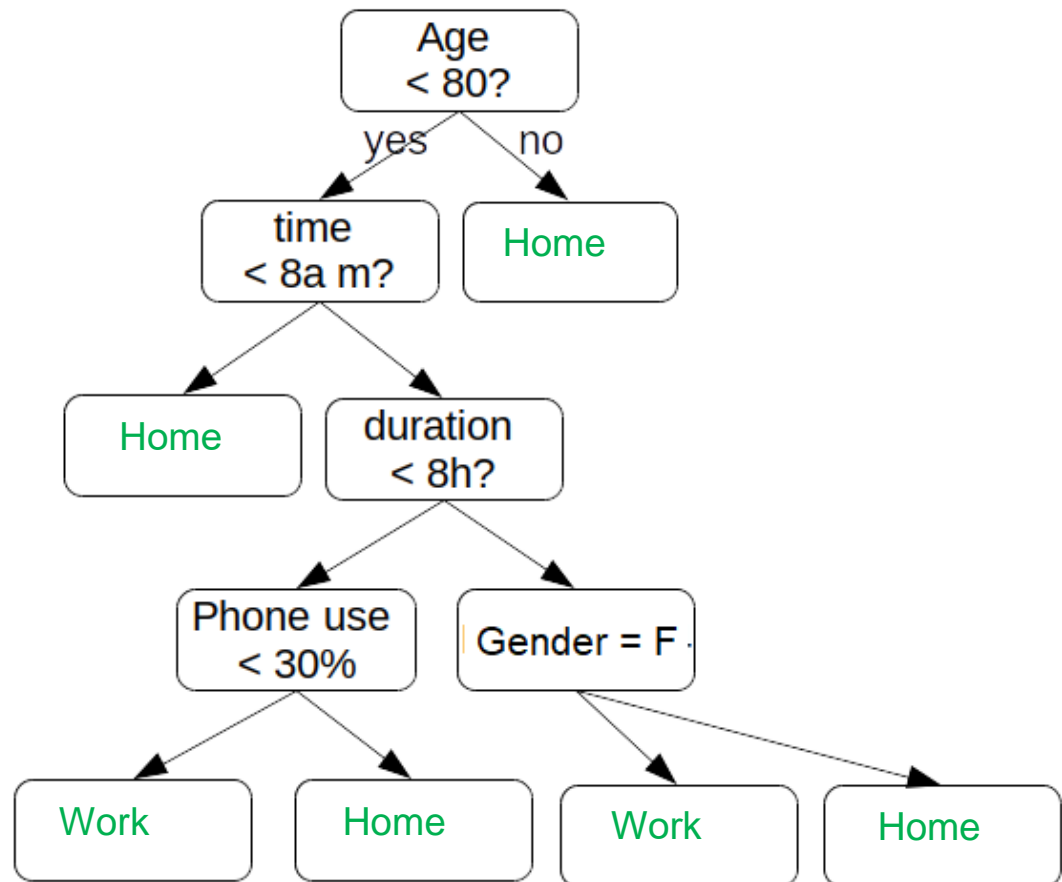 Age
< 80?
yes
no
time
< 8a m?
Home
Home
duration
< 8h?
Phone use
< 30%
Gender = F
Work
Home
Work
Home